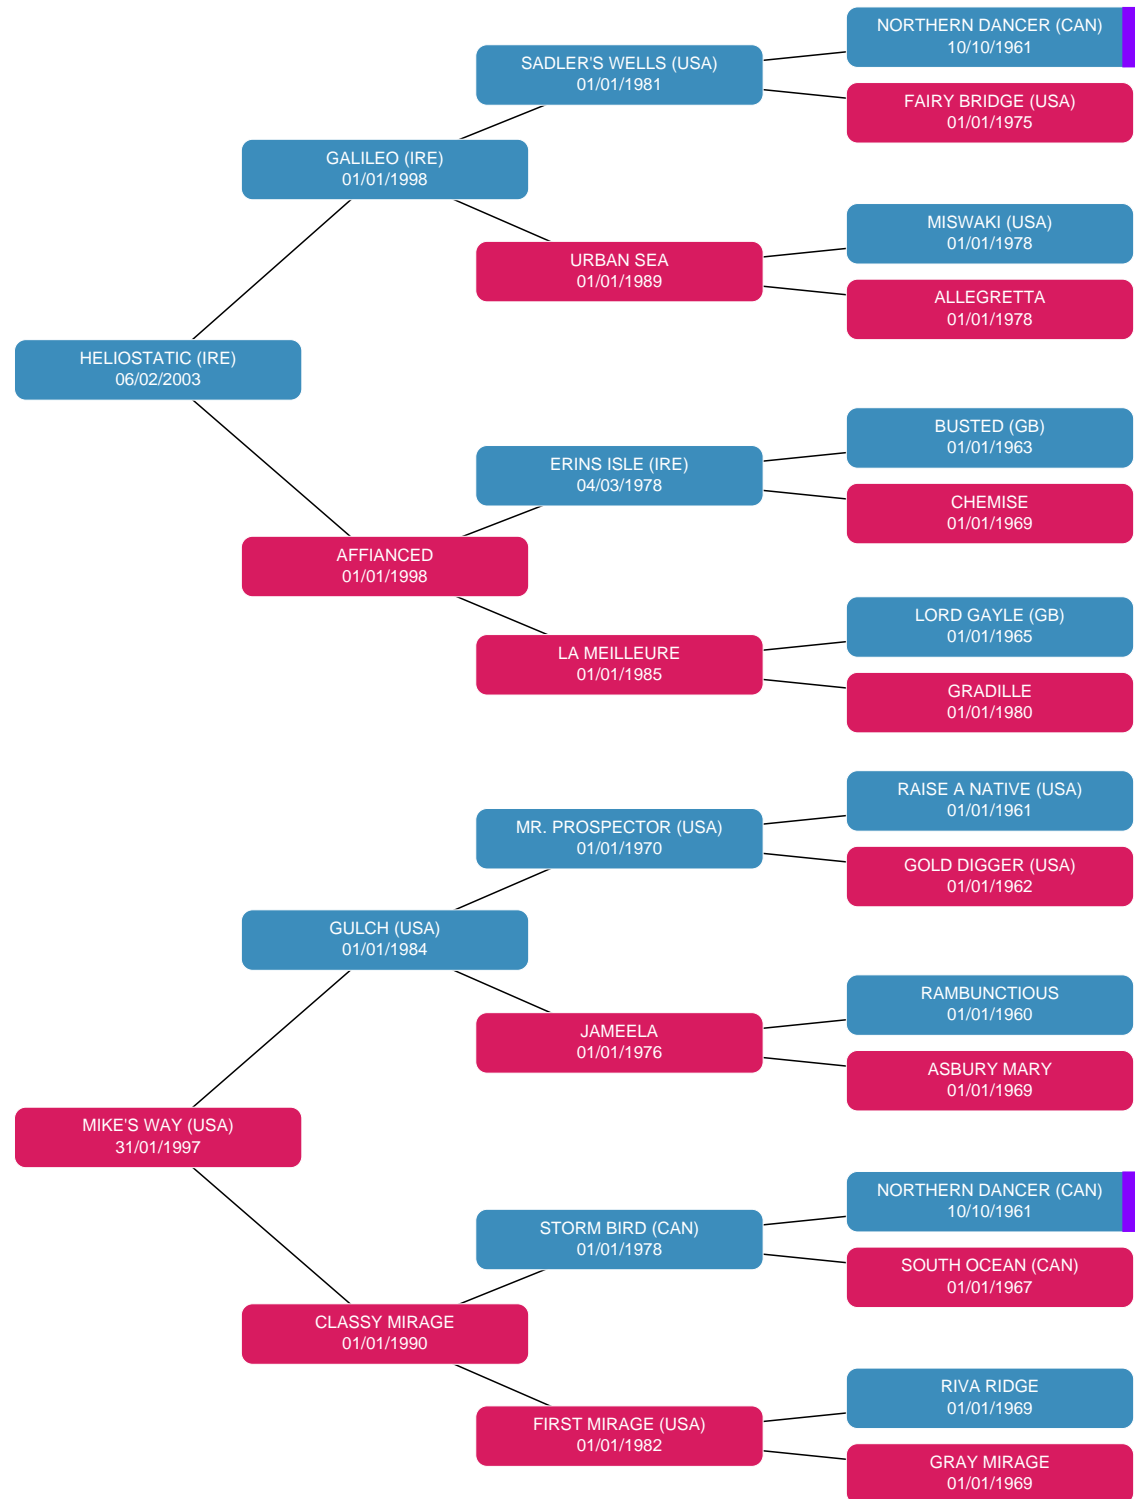 NORTHERN DANCER (CAN)
10/10/1961
SADLER'S WELLS (USA)
01/01/1981
FAIRY BRIDGE (USA)
01/01/1975
GALILEO (IRE)
01/01/1998
MISWAKI (USA)
01/01/1978
URBAN SEA
01/01/1989
ALLEGRETTA
01/01/1978
HELIOSTATIC (IRE)
06/02/2003
BUSTED (GB)
01/01/1963
ERINS ISLE (IRE)
04/03/1978
CHEMISE
01/01/1969
AFFIANCED
01/01/1998
LORD GAYLE (GB)
01/01/1965
LA MEILLEURE
01/01/1985
GRADILLE
01/01/1980
RAISE A NATIVE (USA)
01/01/1961
MR. PROSPECTOR (USA)
01/01/1970
GOLD DIGGER (USA)
01/01/1962
GULCH (USA)
01/01/1984
RAMBUNCTIOUS
01/01/1960
JAMEELA
01/01/1976
ASBURY MARY
01/01/1969
MIKE'S WAY (USA)
31/01/1997
NORTHERN DANCER (CAN)
10/10/1961
STORM BIRD (CAN)
01/01/1978
SOUTH OCEAN (CAN)
01/01/1967
CLASSY MIRAGE
01/01/1990
RIVA RIDGE
01/01/1969
FIRST MIRAGE (USA)
01/01/1982
GRAY MIRAGE
01/01/1969